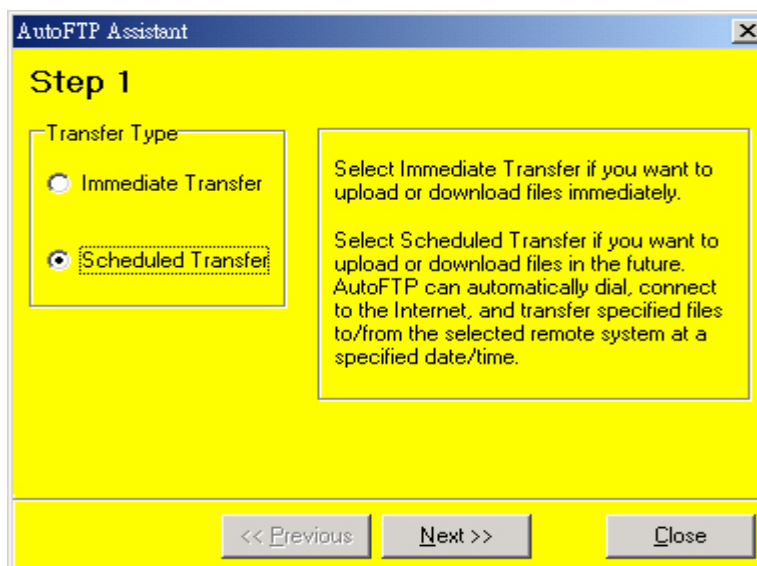 AutoFTP Assistant
Step 1
Transfer Type
Immediate Transfer
Scheduled Transfer
Select Immediate Transfer if you want to
upload or download files immediately.
Select Scheduled Transfer if you want to
upload or download files in the future.
AutoFTP can automatically dial, connect
to the Internet, and transfer specified files
to/from the selected remote system at a
specified date/time.
<< Previous
Next >>
Close